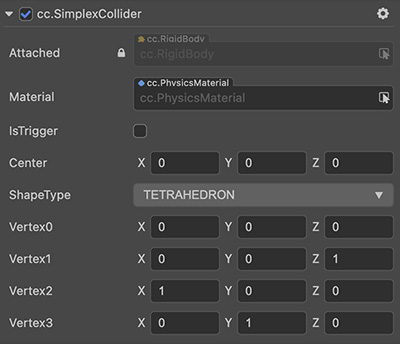 cc.SimplexCollider
cc.RigidBody
Attached cc.RigidBody
cc.PhysicsMaterial
Material cc.PhysicsMaterial
IsTrigger
Center X 0 Y 0 Z 0
ShapeType TETRAHEDRON
Vertex0 X 0 Y 0 Z 0
Vertex1 X 0 Y 0 Z 1
Vertex2 X 1 Y 0 Z 0
Vertex3 X 0 Y 1 Z 0